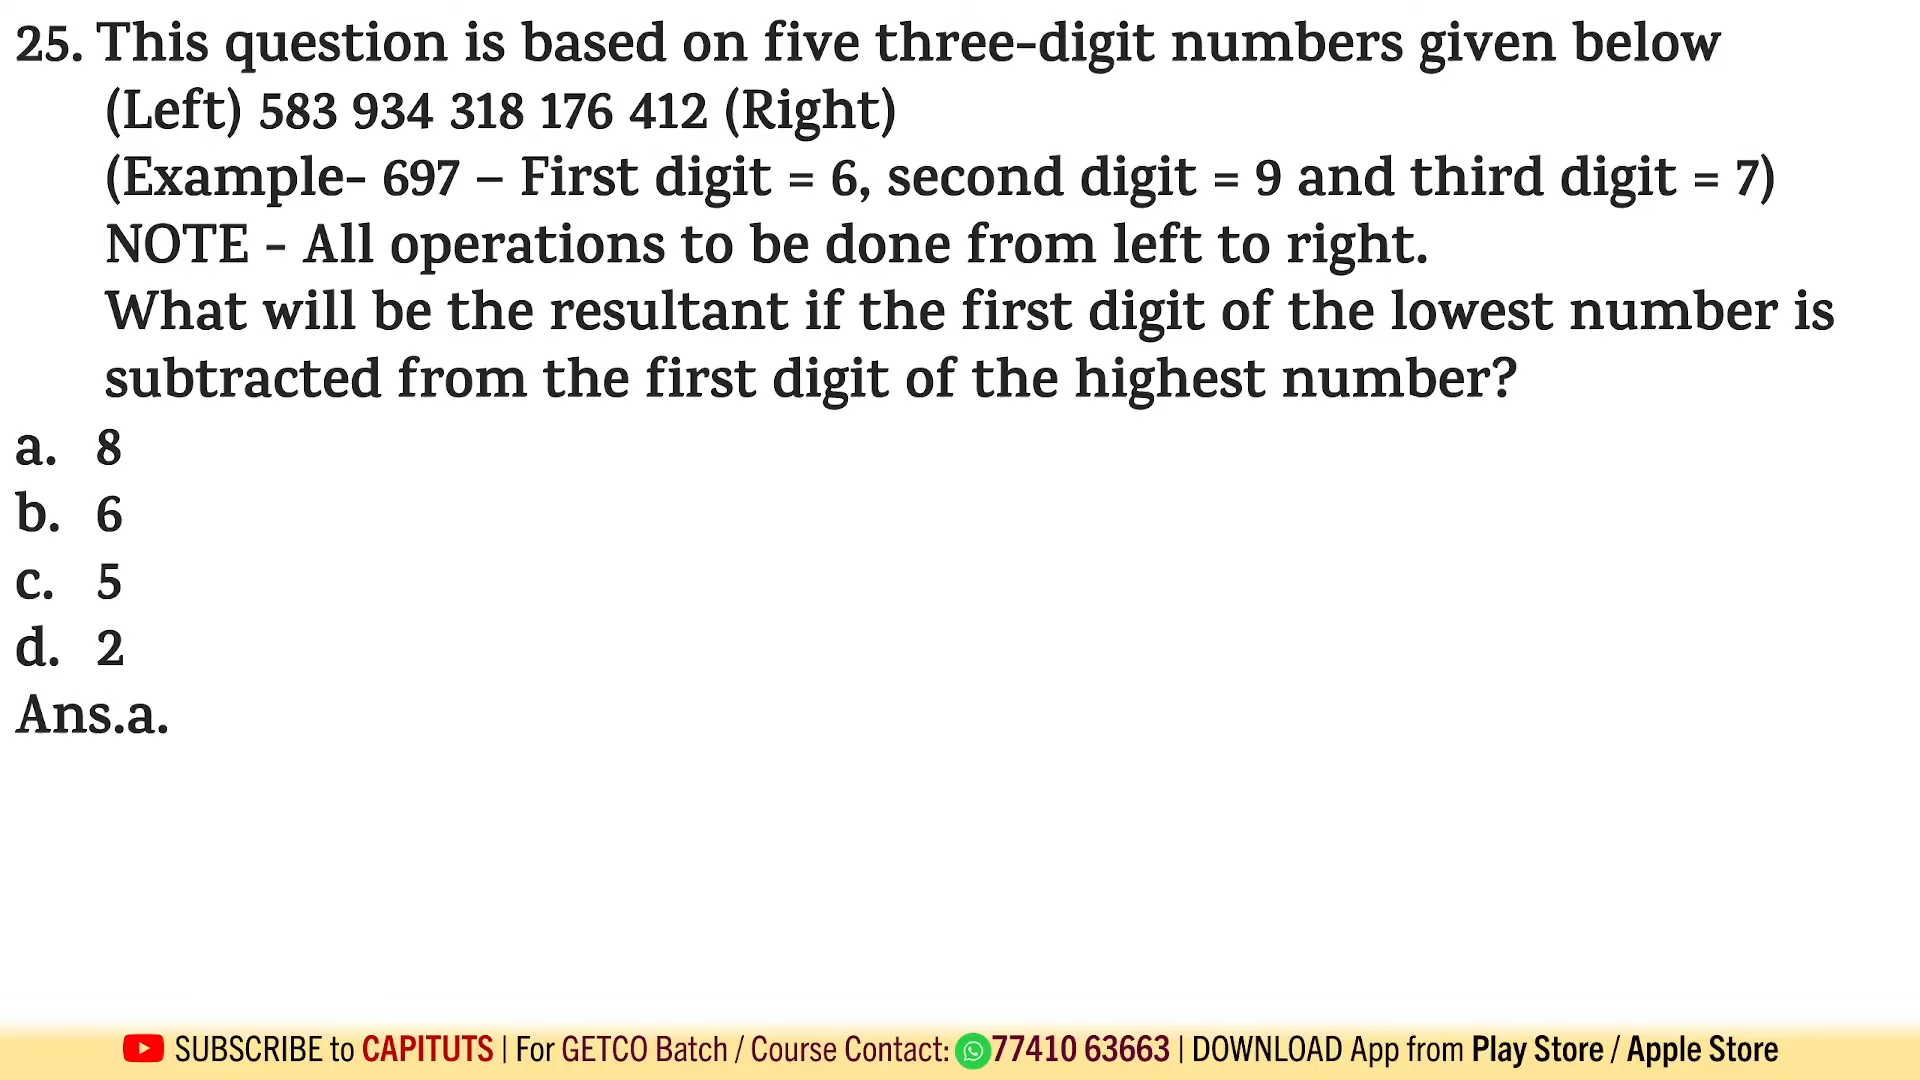 25. This question is based on five three-digit numbers given below
(Left) 583 934 318 176 412 (Right)
(Example- 697 – First digit = 6, second digit = 9 and third digit = 7)
NOTE - All operations to be done from left to right.
What will be the resultant if the first digit of the lowest number is
subtracted from the first digit of the highest number?
a. 8
b. 6
c. 5
d. 2
Ans.a.
SUBSCRIBE to CAPITUTS | For GETCO Batch / Course Contact: 77410 63663 | DOWNLOAD App from Play Store / Apple Store